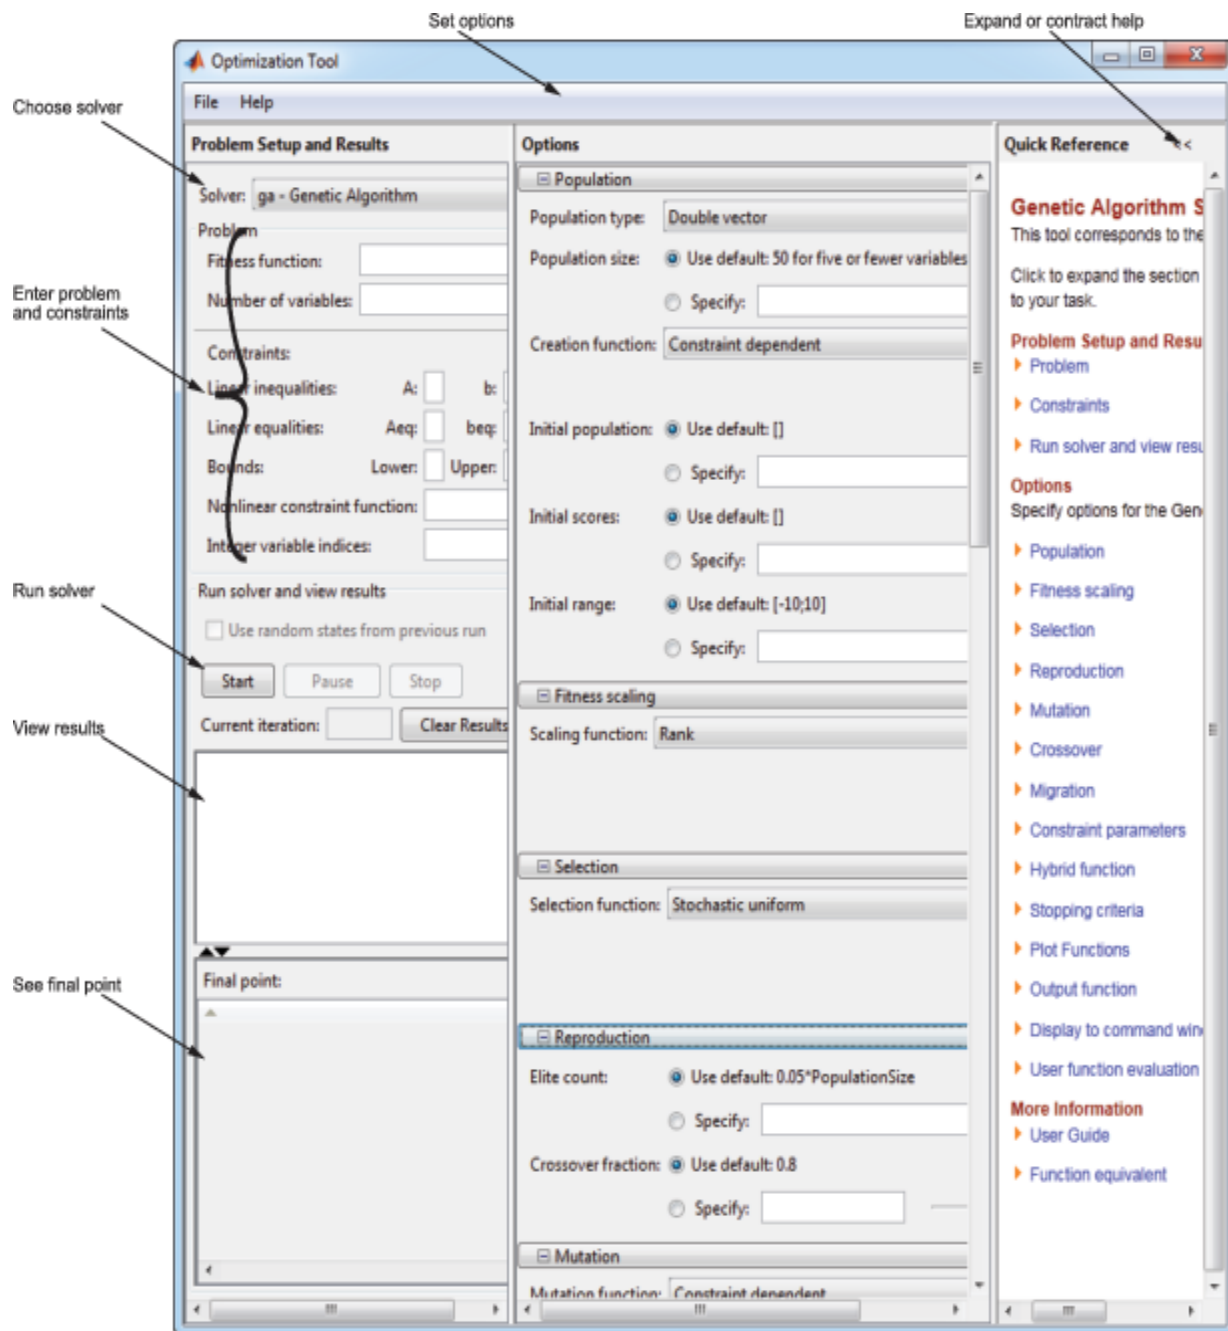 Set options
Expand or contract help
Optimization Tool
File Help
Choose solver
Problem Setup and Results
Solver: ga - Genetic Algorithm
Problem
Fitness function:
Number of variables:
Enter problem
and constraints
Constraints:
Linear inequalities: A: b:
Linear equalities: Aeq: beq:
Bounds: Lower: Upper:
Nonlinear constraint function:
Integer variable indices:
Run solver
Run solver and view results
Use random states from previous run
Start Pause Stop
Current iteration: Clear Results
View results
See final point
Final point:
Options
Population
Population type: Double vector
Population size: Use default: 50 for five or fewer variables
Specify:
Creation function: Constraint dependent
Initial population: Use default: []
Specify:
Initial scores: Use default: []
Specify:
Initial range: Use default: [-10;10]
Specify:
Fitness scaling
Scaling function: Rank
Selection
Selection function: Stochastic uniform
Reproduction
Elite count: Use default: 0.05*PopulationSize
Specify:
Crossover fraction: Use default: 0.8
Specify:
Mutation
Mutation function: Constraint dependent
Quick Reference <<
Genetic Algorithm S
This tool corresponds to the
Click to expand the section
to your task.
Problem Setup and Resu
Problem
Constraints
Run solver and view resu
Options
Specify options for the Gen
Population
Fitness scaling
Selection
Reproduction
Mutation
Crossover
Migration
Constraint parameters
Hybrid function
Stopping criteria
Plot Functions
Output function
Display to command win
User function evaluation
More Information
User Guide
Function equivalent